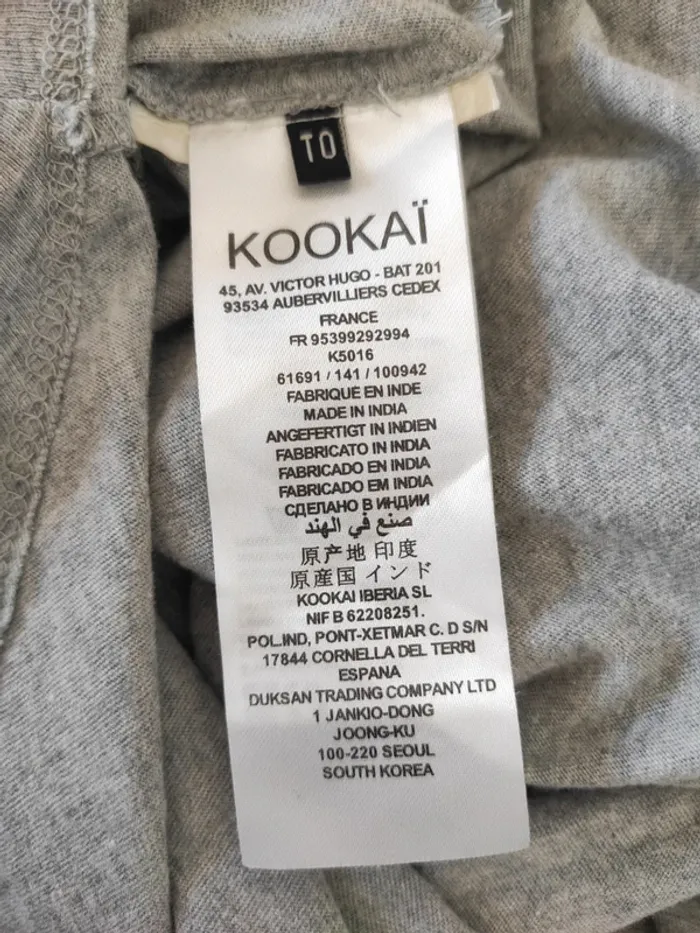 T0
KOOKAÏ
45, AV. VICTOR HUGO - BAT 201
93534 AUBERVILLIERS CEDEX
FRANCE
FR 95399292994
K5016
61691 / 141 / 100942
FABRIQUE EN INDE
MADE IN INDIA
ANGEFERTIGT IN INDIEN
FABBRICATO IN INDIA
FABRICADO EN INDIA
FABRICADO EM INDIA
СДЕЛАНО В ИНДИИ
صنع في الهند
原产地 印度
原産国 インド
KOOKAI IBERIA SL
NIF B 62208251.
POL.IND, PONT-XETMAR C. D S/N
17844 CORNELLA DEL TERRI
ESPANA
DUKSAN TRADING COMPANY LTD
1 JANKIO-DONG
JOONG-KU
100-220 SEOUL
SOUTH KOREA